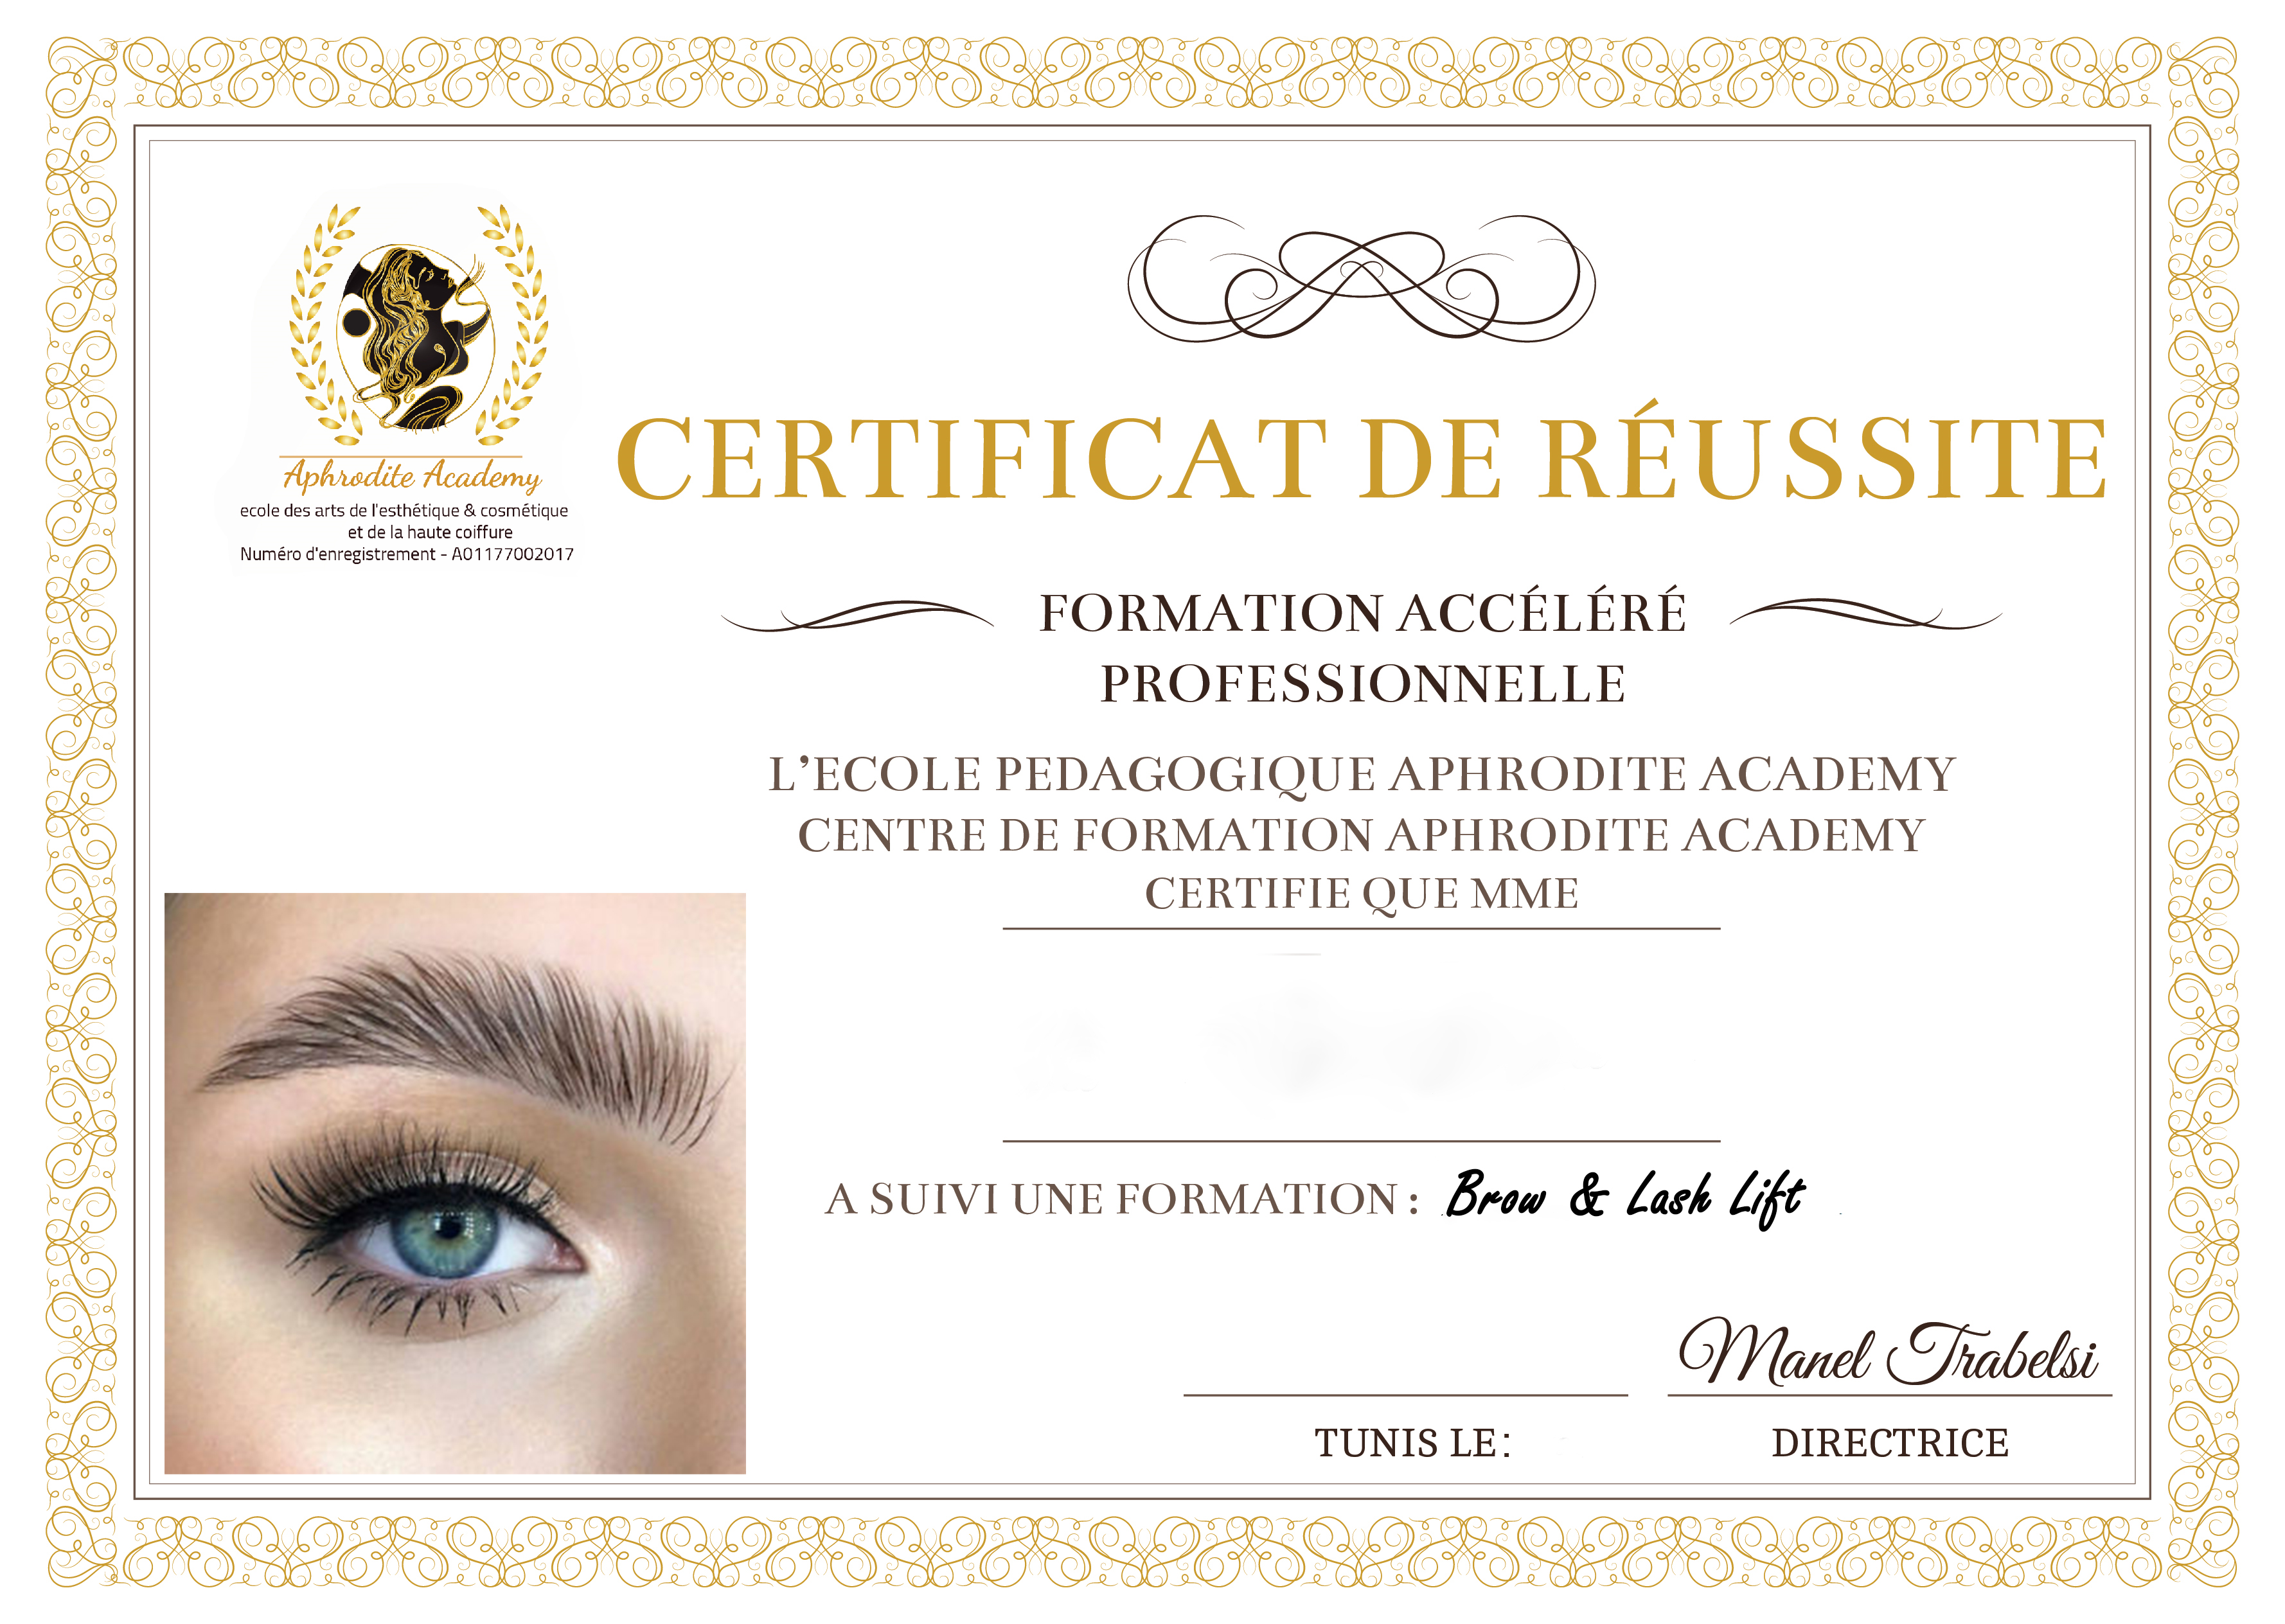 Aphrodite Academy
ecole des arts de l'esthétique & cosmétique
et de la haute coiffure
Numéro d'enregistrement - A01177002017
CERTIFICAT DE RÉUSSITE
FORMATION ACCÉLÉRÉ
PROFESSIONNELLE
L'ECOLE PEDAGOGIQUE APHRODITE ACADEMY
CENTRE DE FORMATION APHRODITE ACADEMY
CERTIFIE QUE MME
A SUIVI UNE FORMATION : Brow & Lash Lift
Manel Trabelsi
TUNIS LE:
DIRECTRICE